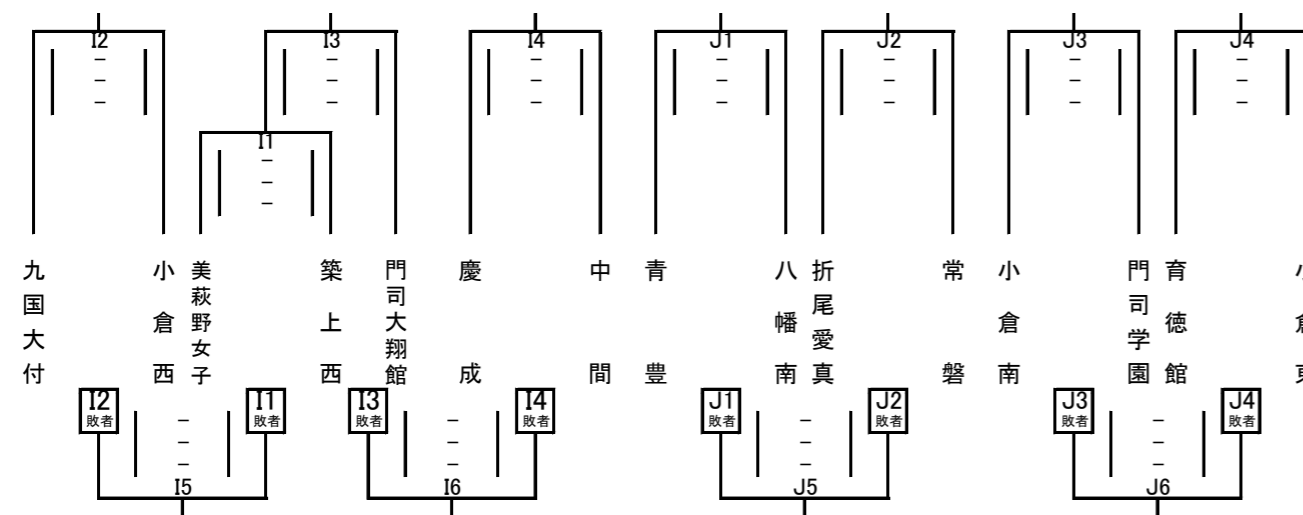 I2
I3
I4
J1
J2
J3
J4
I1
九国大付
小倉西
美萩野女子
築上西
門司大翔館
慶成
中間
青豊
八幡南
折尾愛真
常磐
小倉南
門司学園
育徳館
I2
敗者
I1
敗者
I3
敗者
I4
敗者
J1
敗者
J2
敗者
J3
敗者
J4
敗者
I5
I6
J5
J6